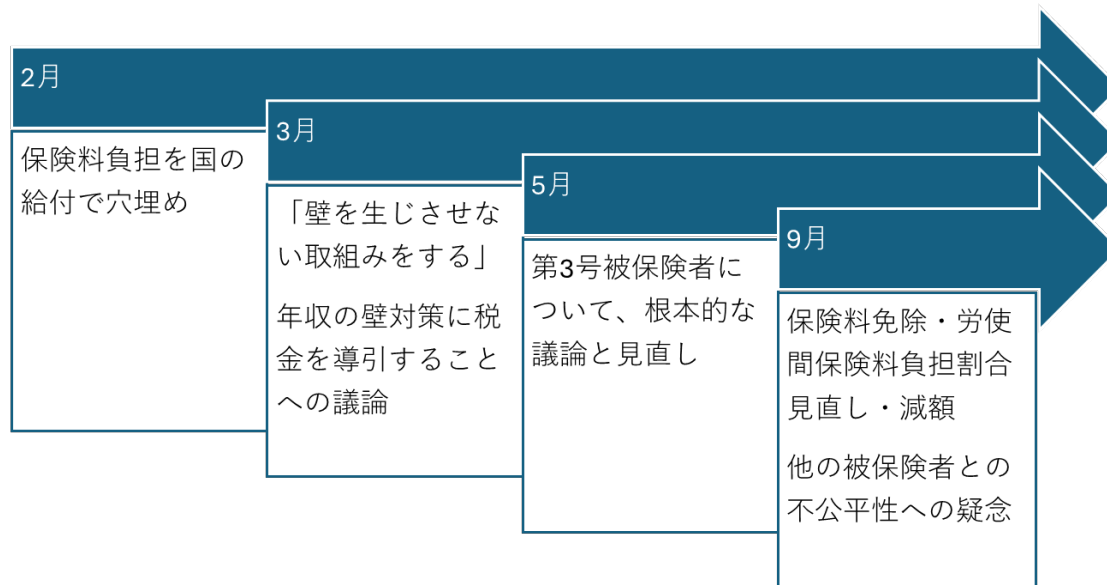 2月
保険料負担を国の
給付で穴埋め
3月
「壁を生じさせな
い取組みをする」
年収の壁対策に税
金を導引すること
への議論
5月
第3号被保険者に
ついて、根本的な
議論と見直し
9月
保険料免除・労使
間保険料負担割合
見直し・減額
他の被保険者との
不公平性への疑念